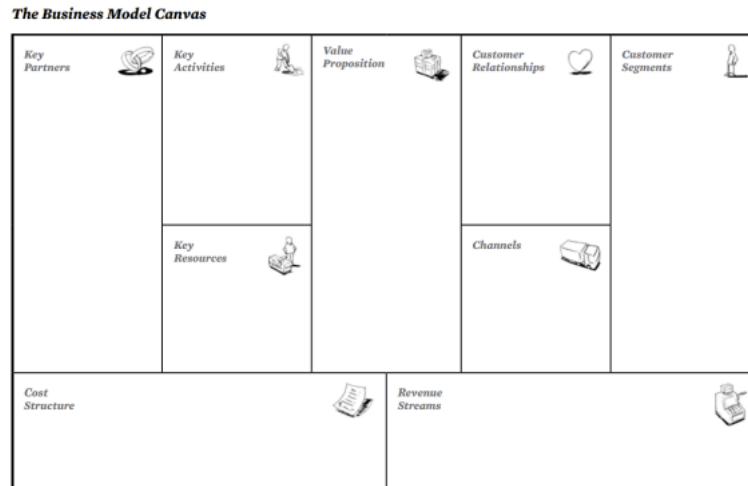 The Business Model Canvas
Key
Partners
Key
Activities
Value
Proposition
Customer
Relationships
Customer
Segments
Key
Resources
Channels
Cost
Structure
Revenue
Streams